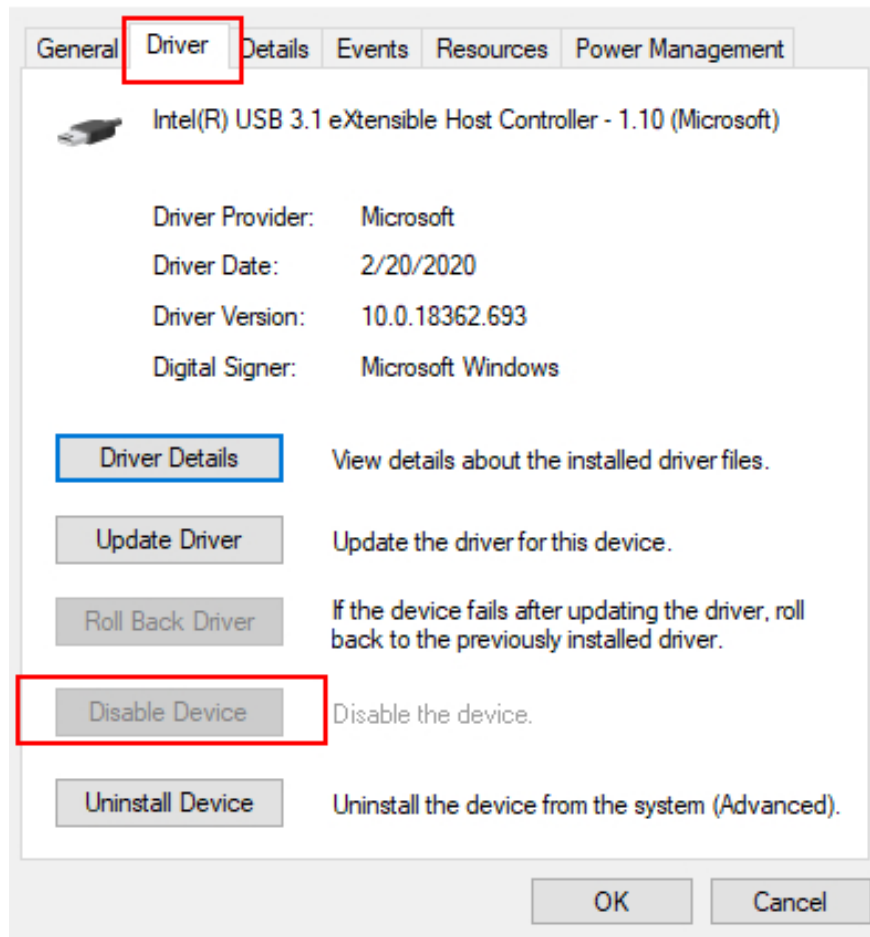 General Driver Details Events Resources Power Management
Intel(R) USB 3.1 eXtensible Host Controller - 1.10 (Microsoft)
Driver Provider: Microsoft
Driver Date: 2/20/2020
Driver Version: 10.0.18362.693
Digital Signer: Microsoft Windows
Driver Details View details about the installed driver files.
Update Driver Update the driver for this device.
Roll Back Driver If the device fails after updating the driver, roll
back to the previously installed driver.
Disable Device Disable the device.
Uninstall Device Uninstall the device from the system (Advanced).
OK Cancel